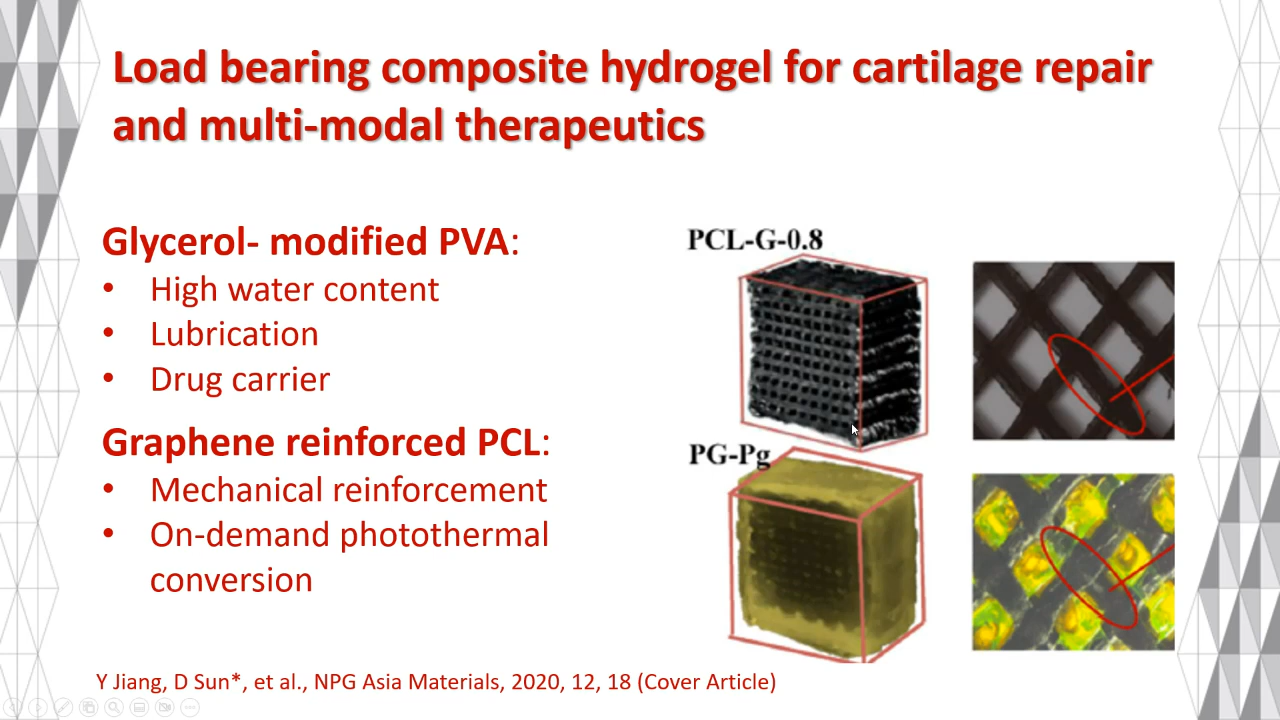 Load bearing composite hydrogel for cartilage repair
and multi-modal therapeutics
Glycerol- modified PVA:
• High water content
• Lubrication
• Drug carrier
Graphene reinforced PCL:
• Mechanical reinforcement
• On-demand photothermal
conversion
PCL-G-0.8
PG-Pg
Y Jiang, D Sun*, et al., NPG Asia Materials, 2020, 12, 18 (Cover Article)